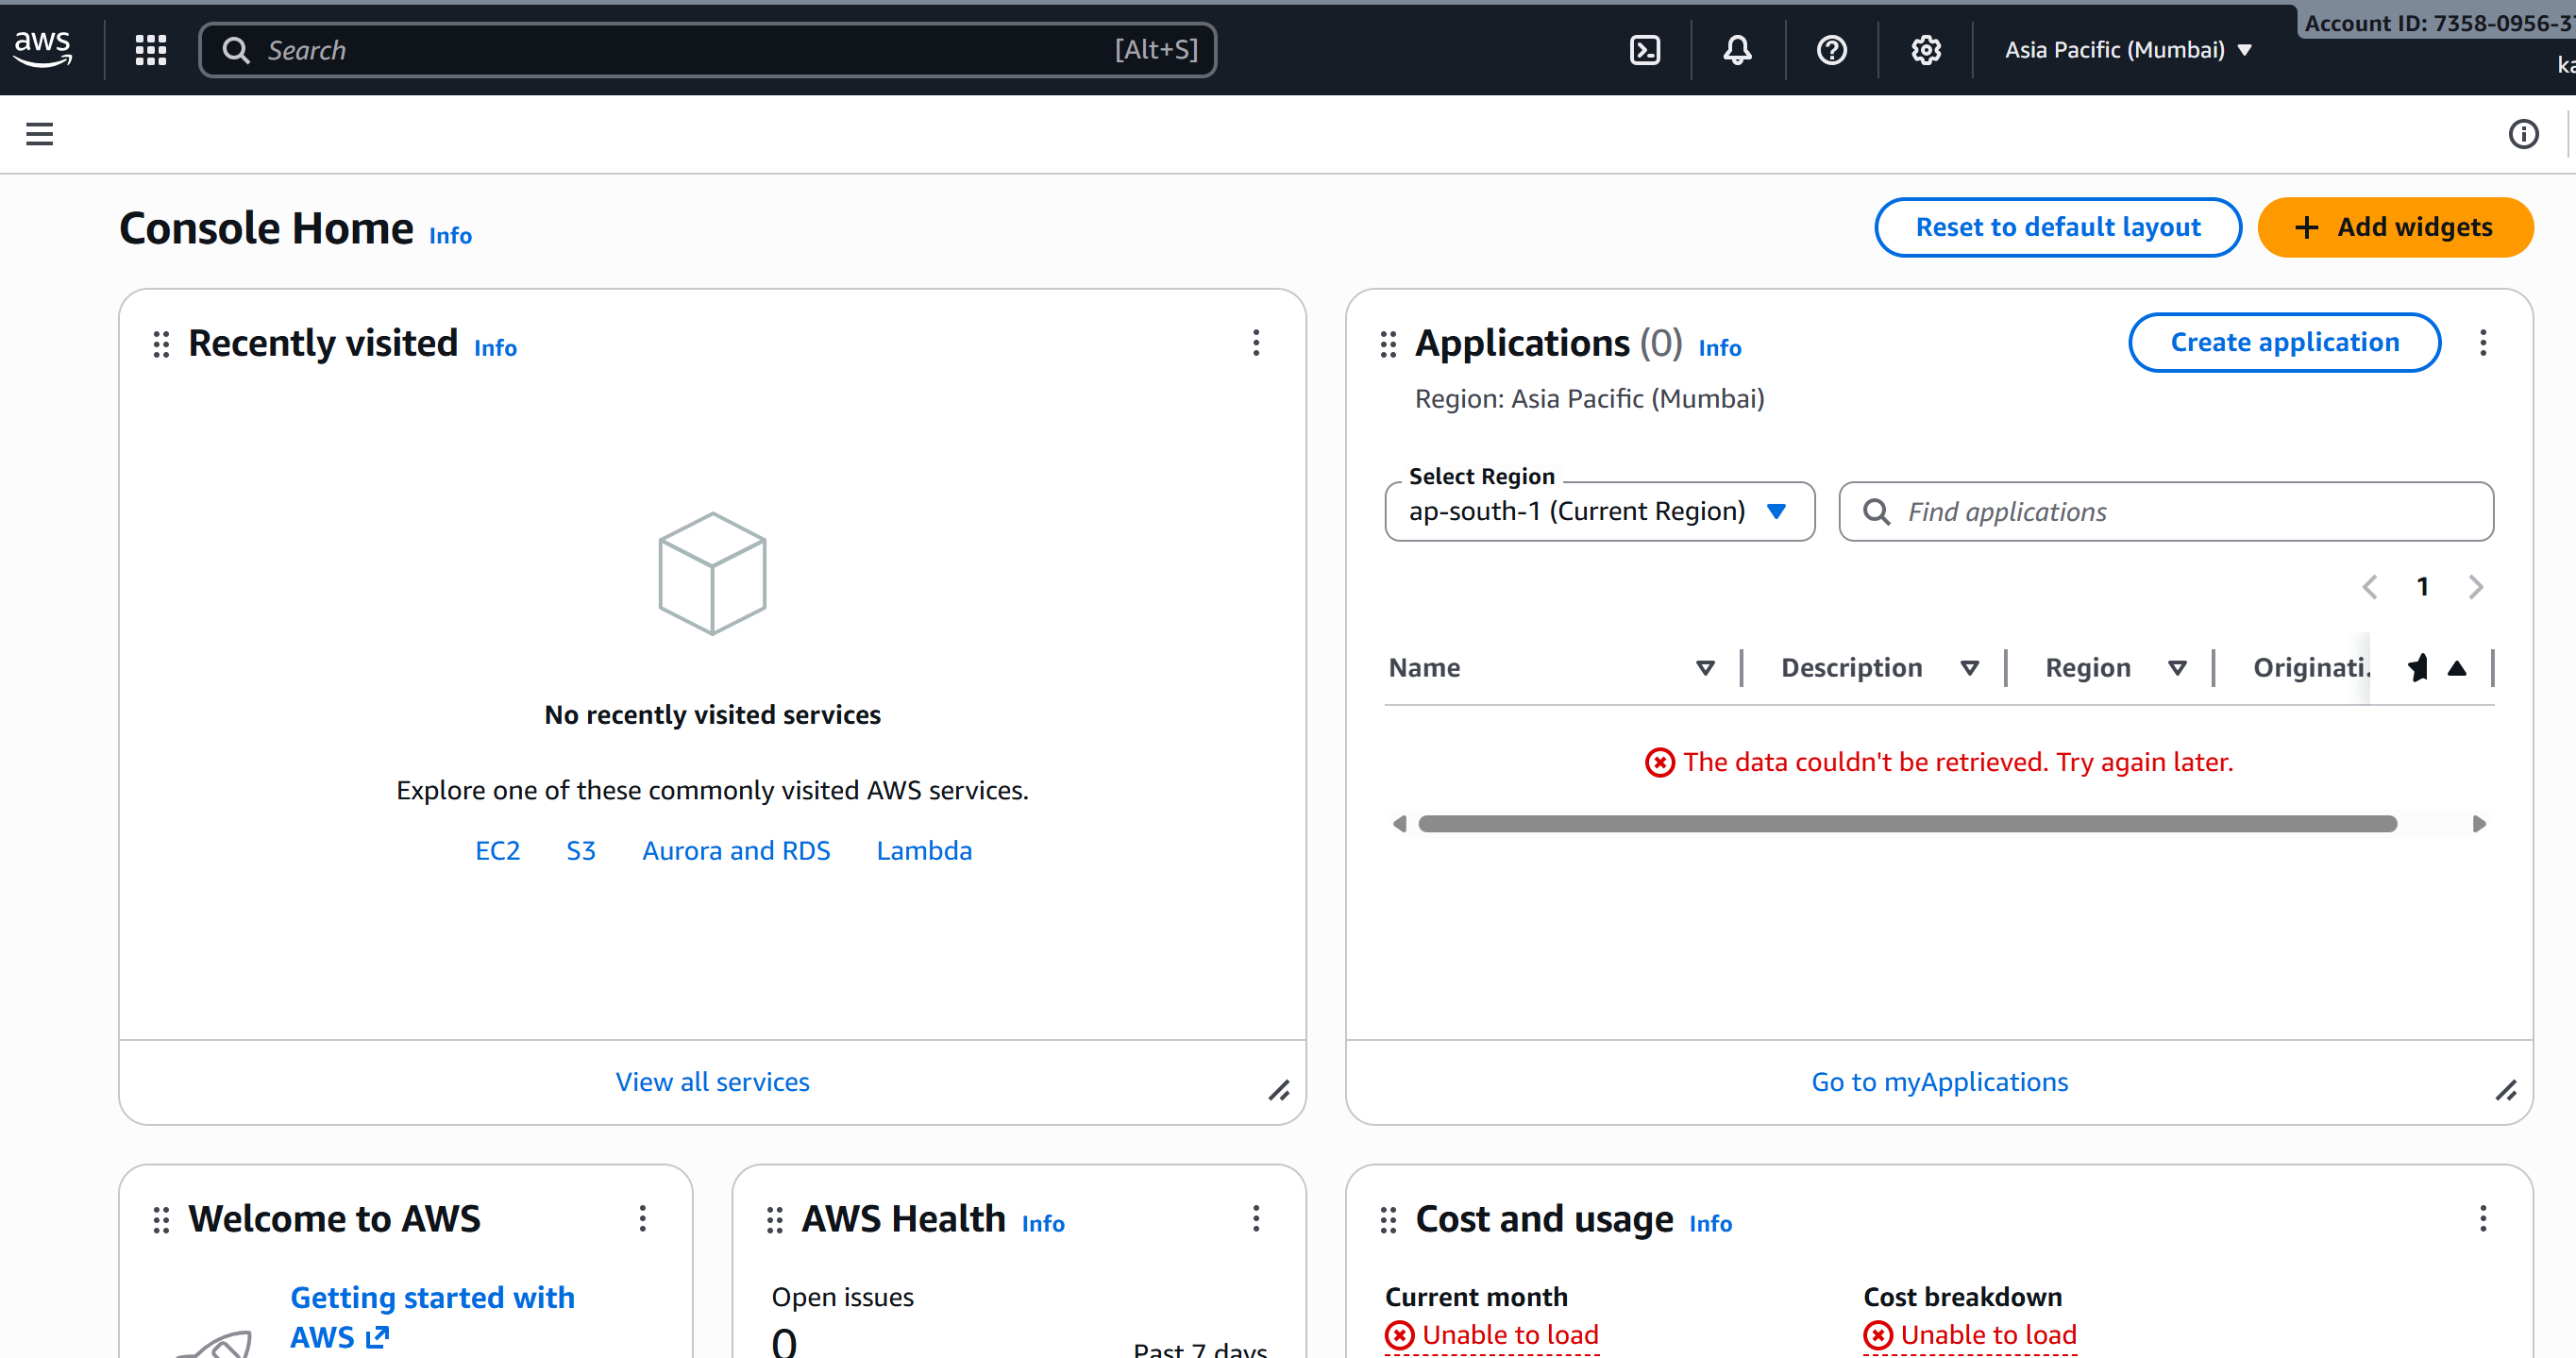 aws
Search
[Alt+S]
Asia Pacific (Mumbai)
Account ID: 7358-0956-3
Console Home Info
Reset to default layout
Add widgets
Recently visited Info
No recently visited services
Explore one of these commonly visited AWS services.
EC2 S3 Aurora and RDS Lambda
View all services
Applications (0) Info
Create application
Region: Asia Pacific (Mumbai)
Select Region
ap-south-1 (Current Region)
Find applications
1
Name Description Region Originati.
The data couldn't be retrieved. Try again later.
Go to myApplications
Welcome to AWS
Getting started with
AWS
AWS Health Info
Open issues
0
Past 7 days
Cost and usage Info
Current month
Unable to load
Cost breakdown
Unable to load